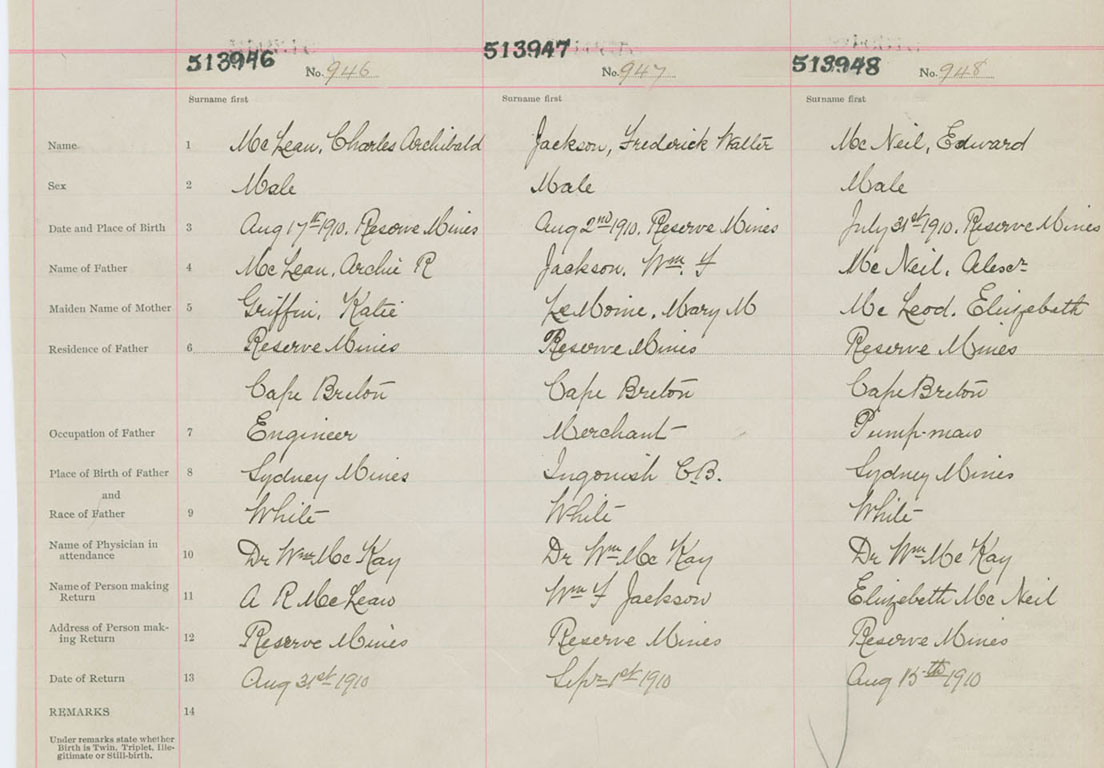 513946 No. 946 513947 No. 947 513948 No. 948
Surname first Surname first Surname first
Name 1 McLean, Charles Archibald Jackson, Frederick Walter McNeil, Edward
Sex 2 Male Male Male
Date and Place of Birth 3 Aug 17th 1910. Reserve Mines Aug 2nd 1910. Reserve Mines July 31st 1910. Reserve Mines
Name of Father 4 McLean, Archie R Jackson, Wm. F McNeil, Alexr
Maiden Name of Mother 5 Griffin, Katie LeMoine, Mary M McLeod, Elizebeth
Residence of Father 6 Reserve Mines Reserve Mines Reserve Mines
Cape Breton Cape Breton Cape Breton
Occupation of Father 7 Engineer Merchant Pump-man
Place of Birth of Father 8 Sydney Mines Ingonish C.B. Sydney Mines
and
Race of Father 9 White White White
Name of Physician in
attendance 10 Dr Wm McKay Dr Wm McKay Dr Wm McKay
Name of Person making
Return 11 A R McLean Wm F Jackson Elizebeth McNeil
Address of Person mak-
ing Return 12 Reserve Mines Reserve Mines Reserve Mines
Date of Return 13 Aug 31st 1910 Sepr 1st 1910 Aug 15th 1910
REMARKS 14
Under remarks state whether
Birth is Twin, Triplet, Ille-
gitimate or Still-birth.